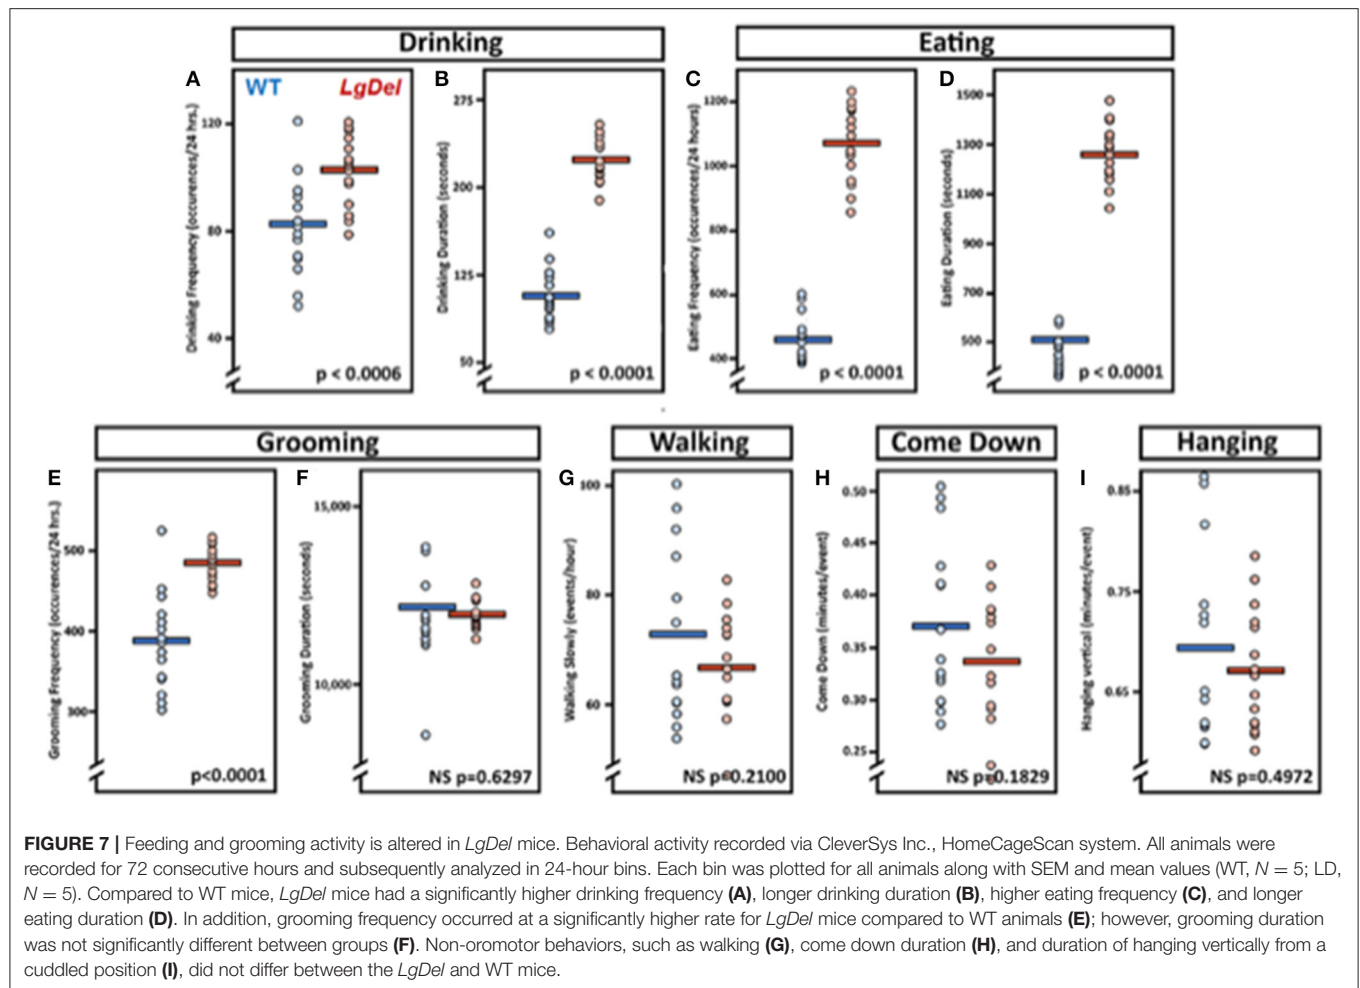 Drinking
Eating
A
WT
LgDel
Drinking Frequency (occurences/24 hrs.)
120
80
40
p < 0.0006
B
Drinking Duration (seconds)
275
200
125
50
p < 0.0001
C
Eating Frequency (occurences/24 hours)
1200
1000
800
600
400
p < 0.0001
D
Eating Duration (seconds)
1500
1300
1100
900
700
500
p < 0.0001
Grooming
Walking
Come Down
Hanging
E
Grooming Frequency (occurences/24 hrs.)
500
400
300
p<0.0001
F
Grooming Duration (seconds)
15,000
10,000
NS p=0.6297
G
Walking Slowly (events/hour)
100
80
60
NS p=0.2100
H
Come Down (minutes/event)
0.50
0.45
0.40
0.35
0.30
0.25
NS p=0.1829
I
Hanging vertical (minutes/event)
0.85
0.75
0.65
NS p=0.4972
FIGURE 7 | Feeding and grooming activity is altered in LgDel mice. Behavioral activity recorded via CleverSys Inc., HomeCageScan system. All animals were
recorded for 72 consecutive hours and subsequently analyzed in 24-hour bins. Each bin was plotted for all animals along with SEM and mean values (WT, N = 5; LD,
N = 5). Compared to WT mice, LgDel mice had a significantly higher drinking frequency (A), longer drinking duration (B), higher eating frequency (C), and longer
eating duration (D). In addition, grooming frequency occurred at a significantly higher rate for LgDel mice compared to WT animals (E); however, grooming duration
was not significantly different between groups (F). Non-oromotor behaviors, such as walking (G), come down duration (H), and duration of hanging vertically from a
cuddled position (I), did not differ between the LgDel and WT mice.